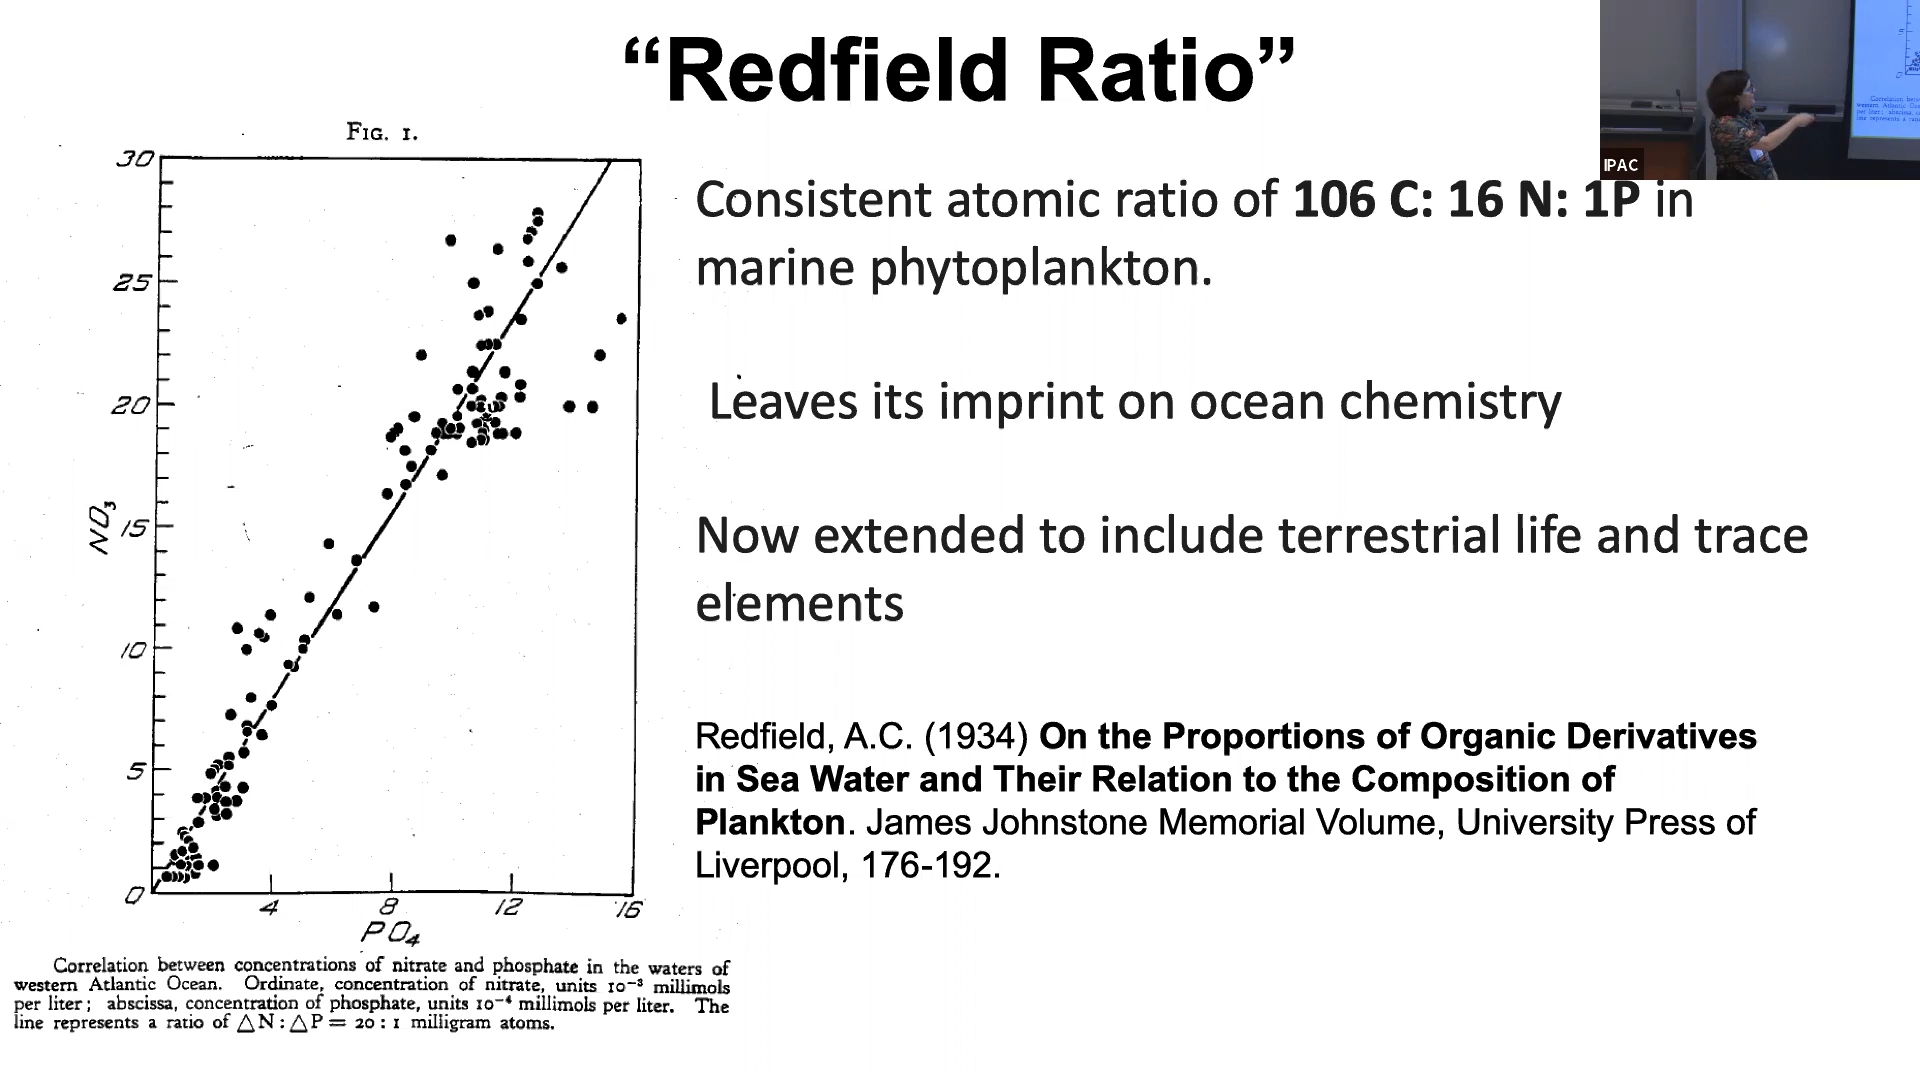 “Redfield Ratio”
IPAC
FIG. 1.
30
25
20
15
10
5
0
NO₃
4
8
12
16
PO₄
Correlation between concentrations of nitrate and phosphate in the waters of
western Atlantic Ocean. Ordinate, concentration of nitrate, units 10⁻³ millimols
per liter; abscissa, concentration of phosphate, units 10⁻⁴ millimols per liter. The
line represents a ratio of △N:△P = 20:1 milligram atoms.
Consistent atomic ratio of 106 C: 16 N: 1P in
marine phytoplankton.
Leaves its imprint on ocean chemistry
Now extended to include terrestrial life and trace
elements
Redfield, A.C. (1934) On the Proportions of Organic Derivatives
in Sea Water and Their Relation to the Composition of
Plankton. James Johnstone Memorial Volume, University Press of
Liverpool, 176-192.